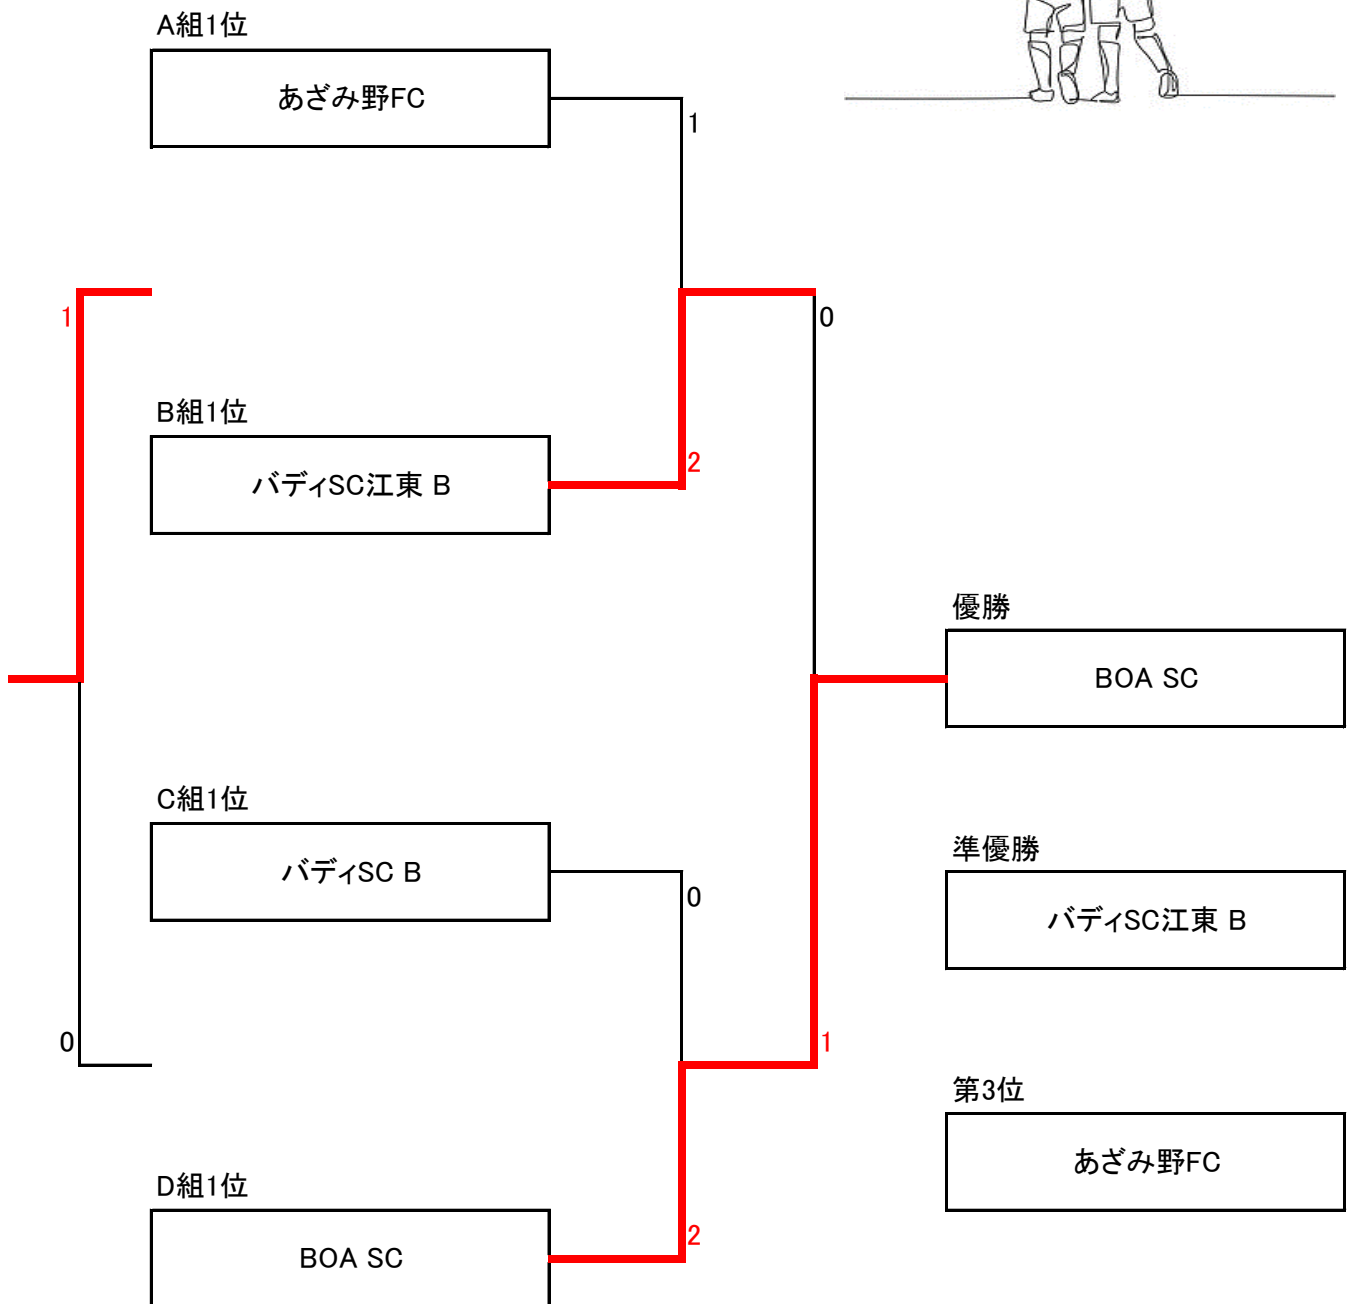 A組1位
あざみ野FC
1
1
0
B組1位
2
バディSC江東 B
優勝
BOA SC
C組1位
準優勝
バディSC B
0
バディSC江東 B
0
1
第3位
あざみ野FC
D組1位
2
BOA SC